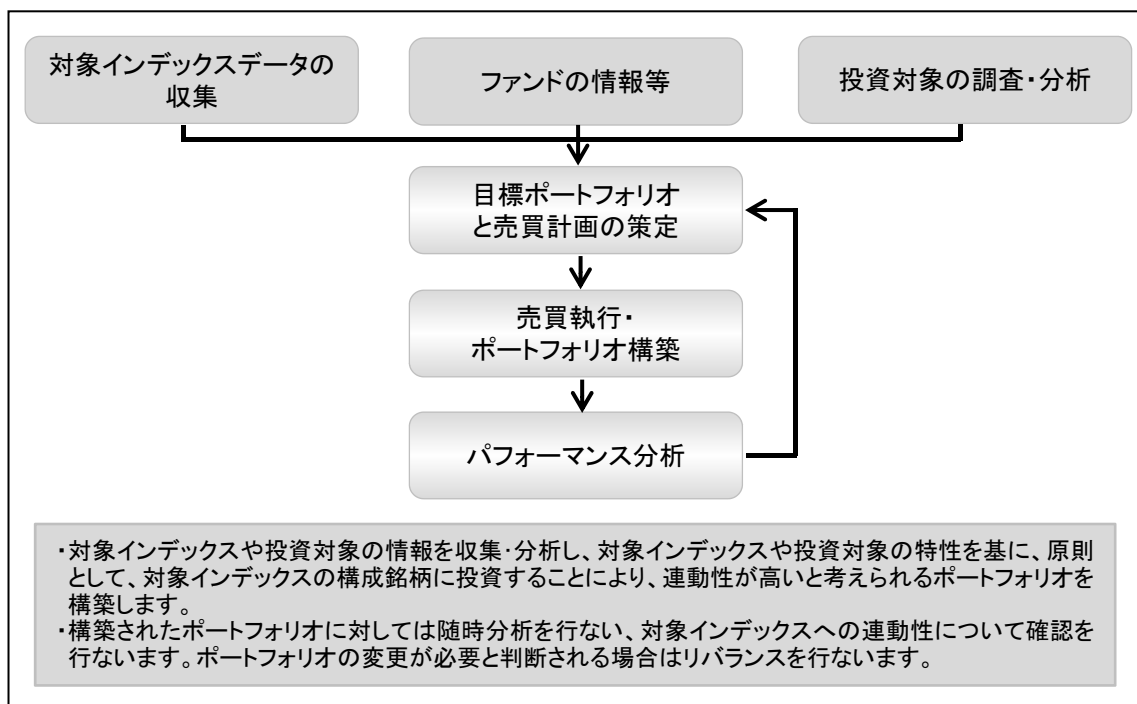 対象インデックスデータの
収集
ファンドの情報等
投資対象の調査・分析
目標ポートフォリオ
と売買計画の策定
売買執行・
ポートフォリオ構築
パフォーマンス分析
・対象インデックスや投資対象の情報を収集・分析し、対象インデックスや投資対象の特性を基に、原則
として、対象インデックスの構成銘柄に投資することにより、連動性が高いと考えられるポートフォリオを
構築します。
・構築されたポートフォリオに対しては随時分析を行ない、対象インデックスへの連動性について確認を
行ないます。ポートフォリオの変更が必要と判断される場合はリバランスを行ないます。